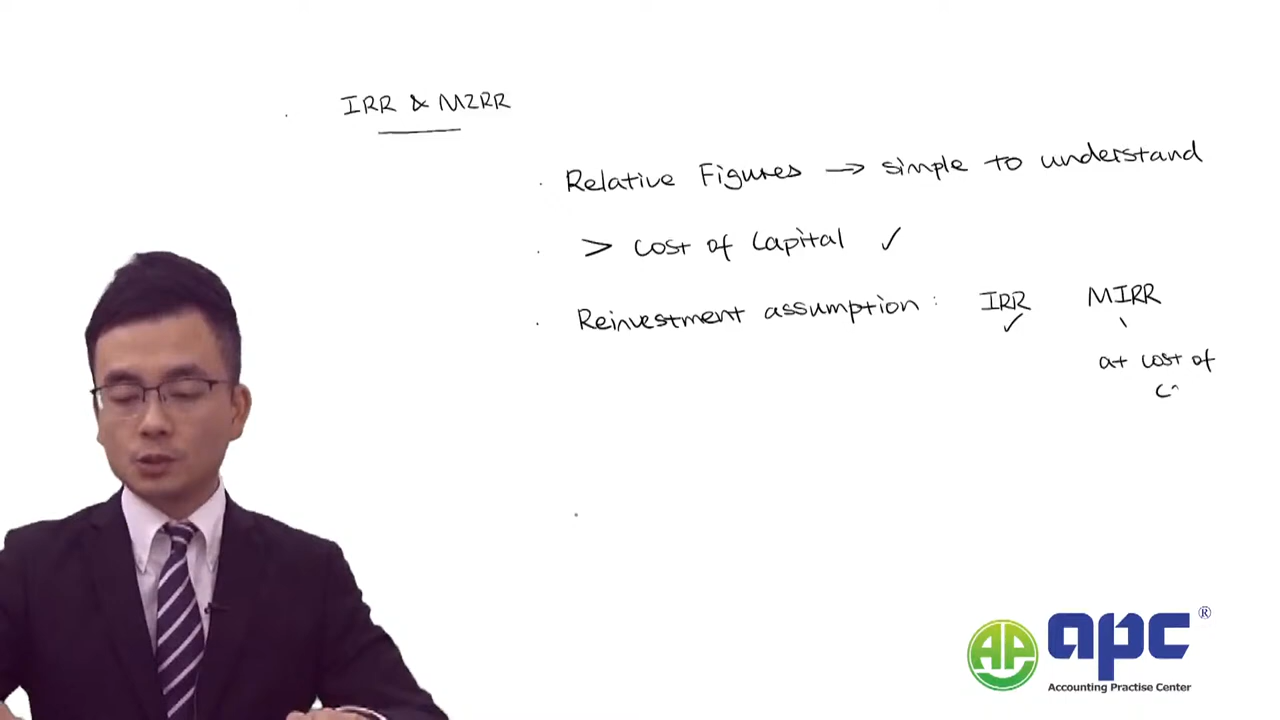 IRR & MIRR
Relative Figures → simple to understand
> Cost of Capital ✓
Reinvestment assumption: IRR MIRR
✓
at cost of
AP apc®
Accounting Practise Center